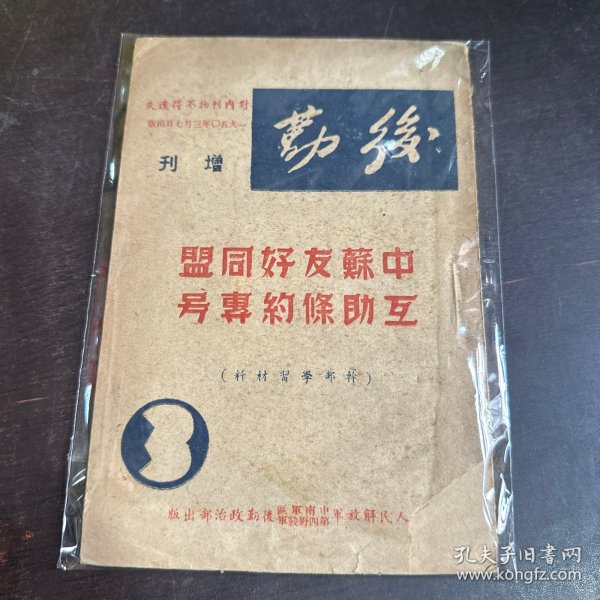 對內刊物不得遺失
一九五〇年三月七日出版
後勤
增刊
中蘇友好同盟
互助條約專号
(幹部學習材料)
人民解放軍中南軍區第四野戰軍後勤政治部出版
孔夫子旧书网
www.kongfz.com